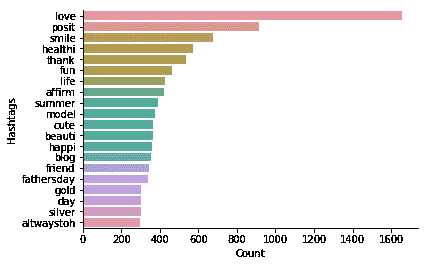 love
posit
smile
healthi
thank
fun
life
affirm
summer
model
cute
beauti
happi
blog
friend
fathersday
gold
day
silver
altwaystoh
Hashtags
0 200 400 600 800 1000 1200 1400 1600
Count